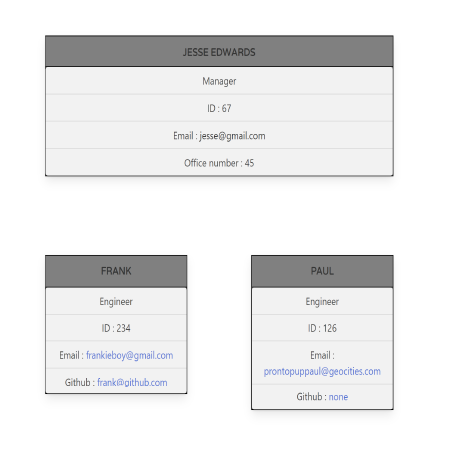 JESSE EDWARDS
Manager
ID : 67
Email : jesse@gmail.com
Office number : 45
FRANK
Engineer
ID : 234
Email : frankieboy@gmail.com
Github : frank@github.com
PAUL
Engineer
ID : 126
Email :
prontopuppaul@geocities.com
Github : none